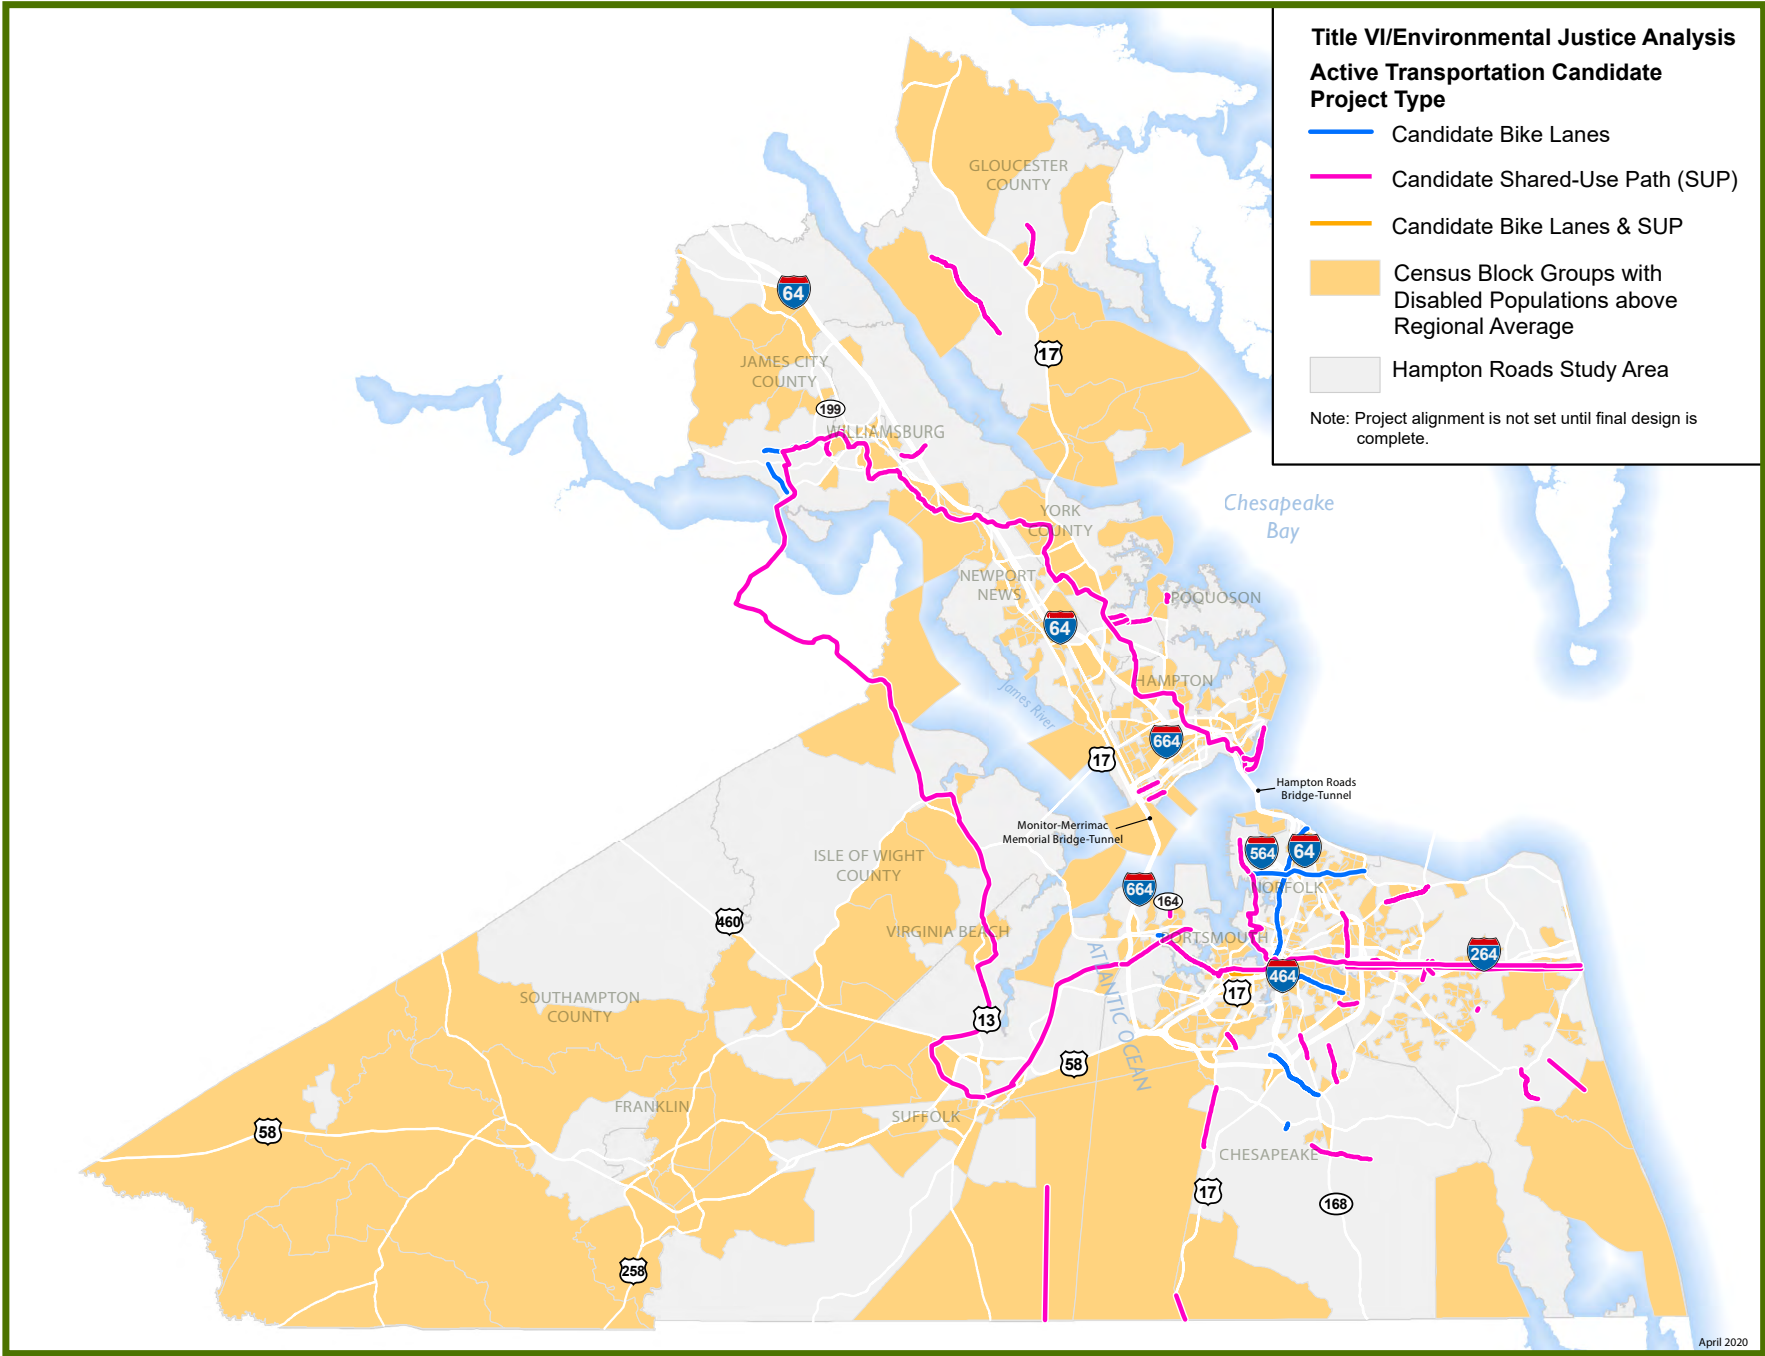 Title VI/Environmental Justice Analysis
Active Transportation Candidate
Project Type
Candidate Bike Lanes
Candidate Shared-Use Path (SUP)
Candidate Bike Lanes & SUP
Census Block Groups with
Disabled Populations above
Regional Average
Hampton Roads Study Area
Note: Project alignment is not set until final design is
complete.
GLOUCESTER
COUNTY
64
17
JAMES CITY
COUNTY
199
WILLIAMSBURG
Chesapeake
Bay
YORK
COUNTY
NEWPORT
NEWS
POQUOSON
64
HAMPTON
James River
664
17
Hampton Roads
Bridge-Tunnel
Monitor-Merrimac
Memorial Bridge-Tunnel
564
64
ISLE OF WIGHT
COUNTY
664
164
NORFOLK
460
VIRGINIA BEACH
PORTSMOUTH
264
464
17
SOUTHAMPTON
COUNTY
13
ATLANTIC OCEAN
58
FRANKLIN
SUFFOLK
58
CHESAPEAKE
17
168
258
April 2020